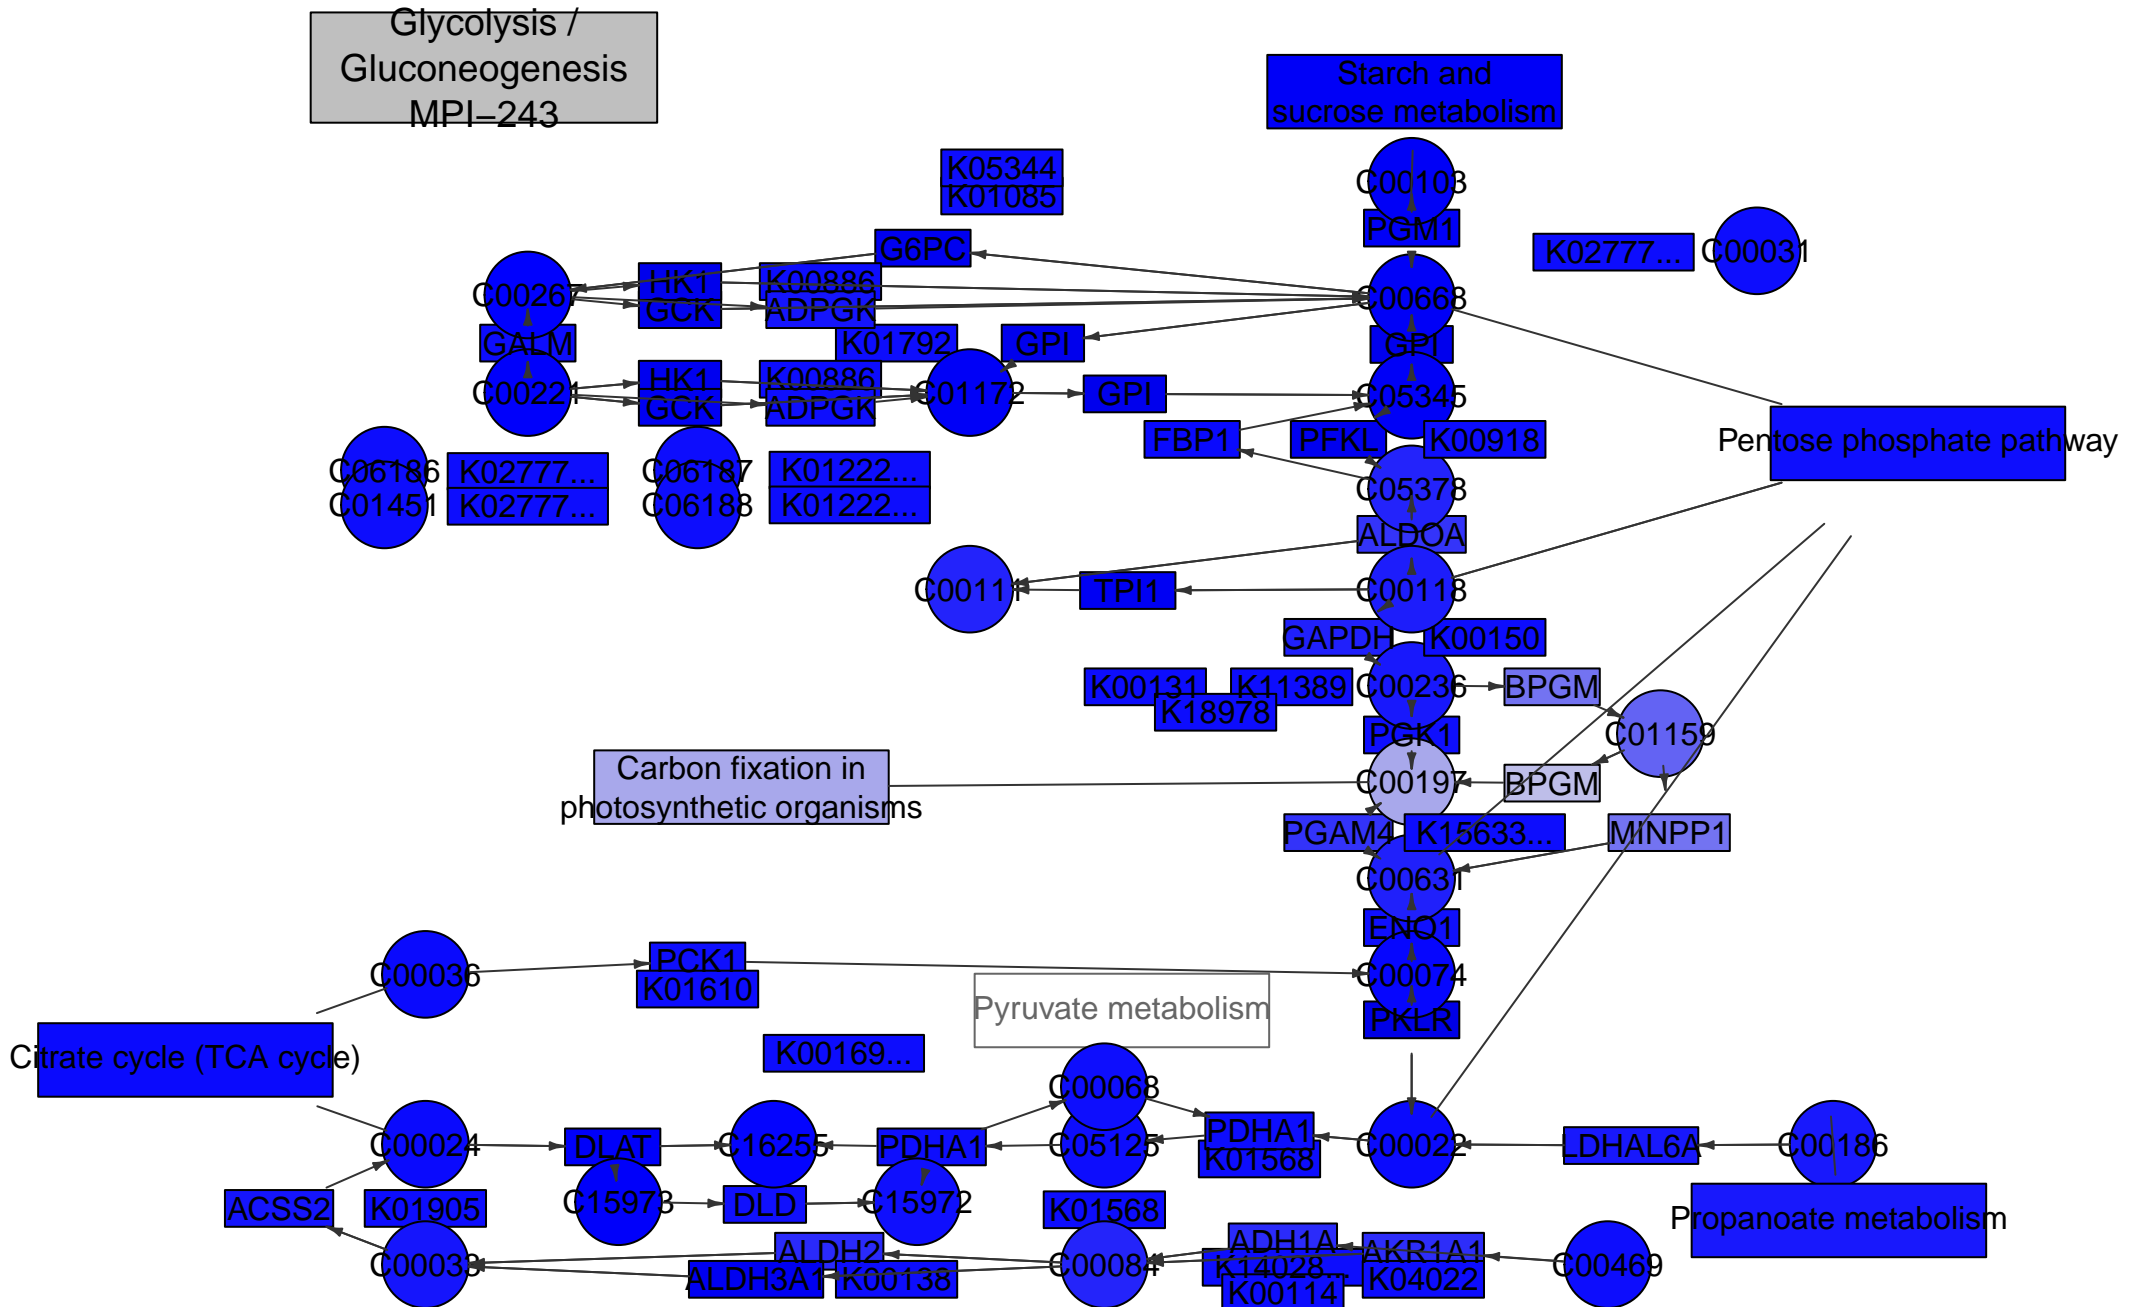 Glycolysis /
Gluconeogenesis
MPI–243
Starch and
sucrose metabolism
K05344
K01085
C00103
PGM1
G6PC
K02777...
C00031
C00267
HK1
K00886
GCK
ADPGK
C00668
GALM
K01792
GPI
GPI
C00221
HK1
K00886
GCK
ADPGK
C01172
GPI
C05345
FBP1
PFKL
K00918
Pentose phosphate pathway
C06186
K02777...
C06187
K01222...
C01451
K02777...
C06188
K01222...
C05378
ALDOA
C00111
TPI1
C00118
GAPDH
K00150
K00131
K11389
K18978
C00236
BPGM
PGK1
C01159
Carbon fixation in
photosynthetic organisms
C00197
BPGM
PGAM4
K15633...
MINPP1
C00631
ENO1
C00036
PCK1
K01610
C00074
Pyruvate metabolism
PKLR
Citrate cycle (TCA cycle)
K00169...
C00068
C00024
DLAT
C16255
PDHA1
C05125
PDHA1
K01568
C00022
LDHAL6A
C00186
ACSS2
K01905
C15973
DLD
C15972
K01568
Propanoate metabolism
C00033
ALDH2
ALDH3A1
K00138
C00084
ADH1A
K14028...
K00114
AKR1A1
K04022
C00469